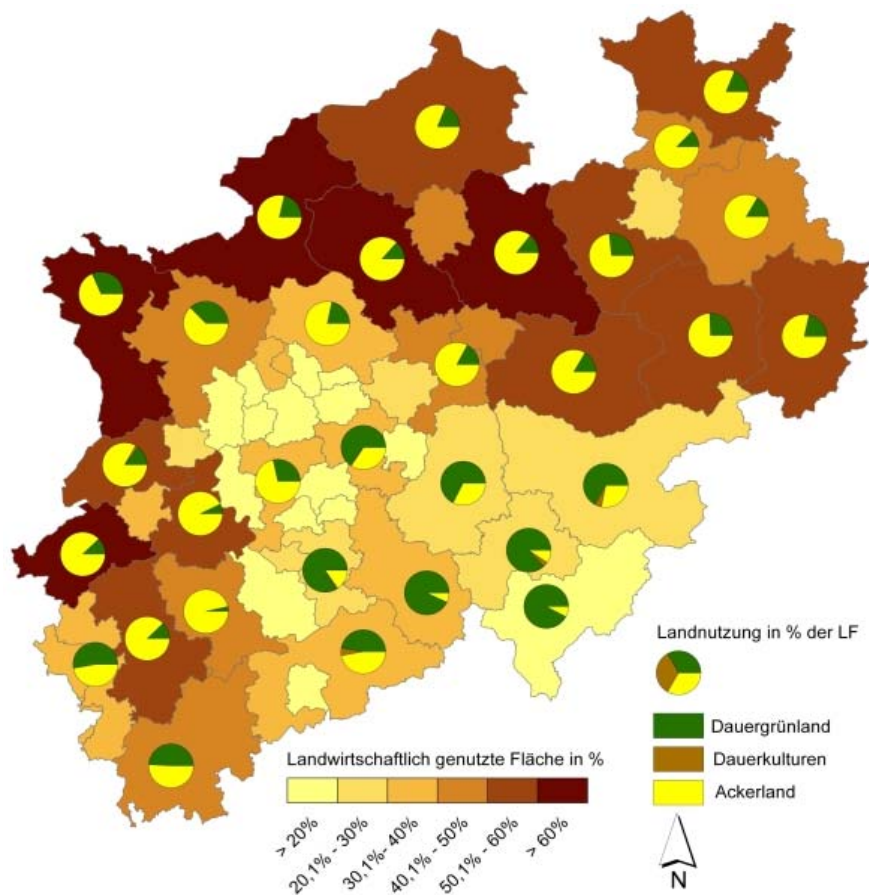 Landnutzung in % der LF
Dauergrünland
Dauerkulturen
Ackerland
Landwirtschaftlich genutzte Fläche in %
> 20%
20,1% - 30%
30,1%- 40%
40,1% - 50%
50,1% - 60%
> 60%
N